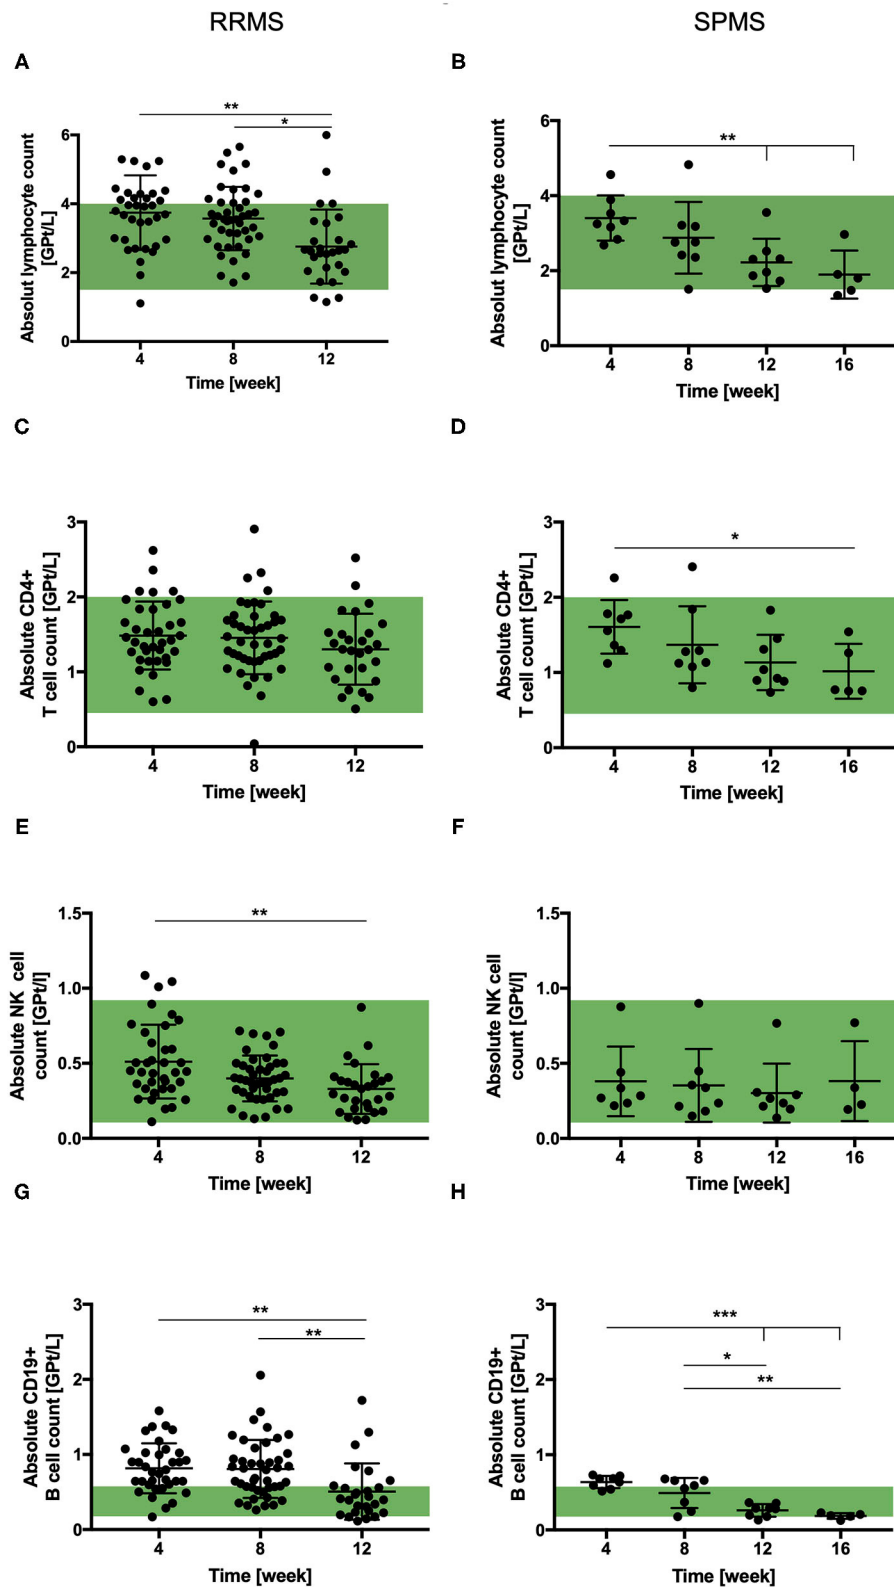 RRMS SPMS
A B
Absolut lymphocyte count
[GPt/L]
6
4
2
0
**
*
4 8 12
Time [week]
Absolut lymphocyte count
[GPt/L]
6
4
2
0
**
4 8 12 16
Time [week]
C D
Absolute CD4+
T cell count [GPt/L]
3
2
1
0
4 8 12
Time [week]
Absolute CD4+
T cell count [GPt/L]
3
2
1
0
*
4 8 12 16
Time [week]
E F
Absolute NK cell
count [GPt/l]
1.5
1.0
0.5
0.0
**
4 8 12
Time [week]
Absolute NK cell
count [GPt/L]
1.5
1.0
0.5
0.0
4 8 12 16
Time [week]
G H
Absolute CD19+
B cell count [GPt/L]
3
2
1
0
**
**
4 8 12
Time [week]
Absolute CD19+
B cell count [GPt/L]
3
2
1
0
***
*
**
4 8 12 16
Time [week]